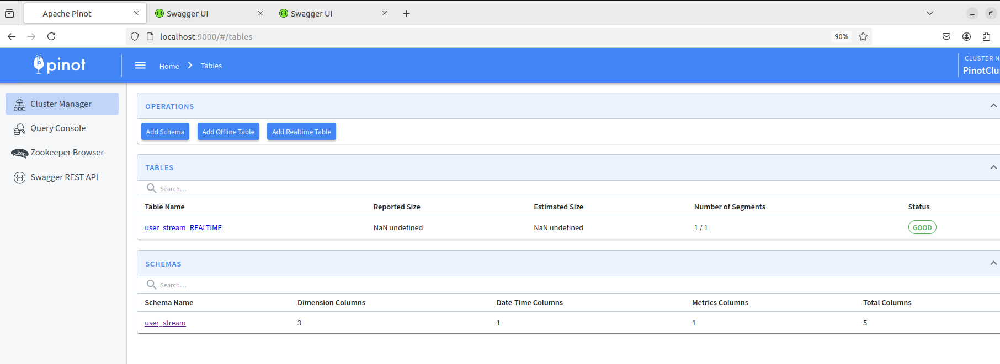 Apache Pinot
Swagger UI
Swagger UI
localhost:9000/#/tables
90%
pinot
Home
Tables
CLUSTER N
PinotClu
Cluster Manager
Query Console
Zookeeper Browser
Swagger REST API
OPERATIONS
Add Schema Add Offline Table Add Realtime Table
TABLES
Search...
Table Name Reported Size Estimated Size Number of Segments Status
user_stream_REALTIME NaN undefined NaN undefined 1 / 1 GOOD
SCHEMAS
Search...
Schema Name Dimension Columns Date-Time Columns Metrics Columns Total Columns
user_stream 3 1 1 5